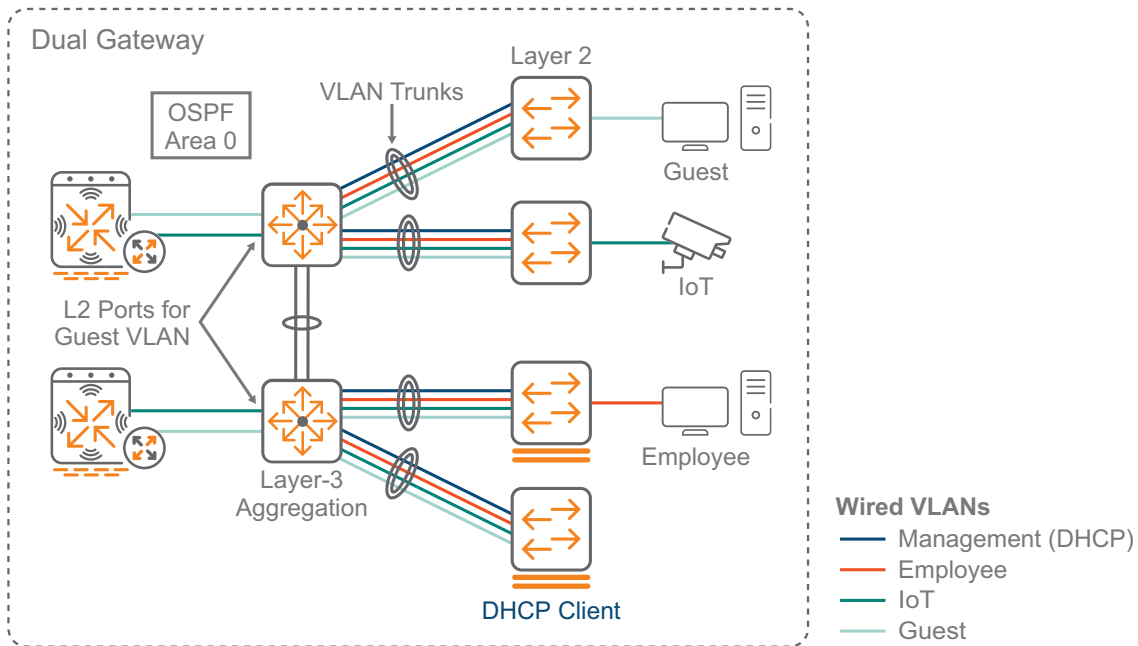 Dual Gateway
Layer 2
VLAN Trunks
OSPF
Area 0
Guest
IoT
L2 Ports for
Guest VLAN
Employee
Layer-3
Aggregation
DHCP Client
Wired VLANs
Management (DHCP)
Employee
IoT
Guest